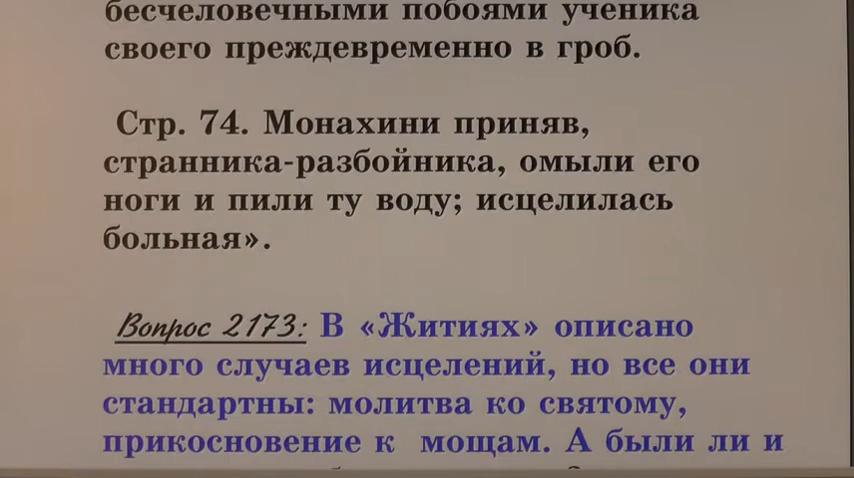 бесчеловечными побоями ученика
своего преждевременно в гроб.
Стр. 74. Монахини приняв,
странника-разбойника, омыли его
ноги и пили ту воду; исцелилась
больная».
Вопрос 2173: В «Житиях» описано
много случаев исцелений, но все они
стандартны: молитва ко святому,
прикосновение к мощам. А были ли и